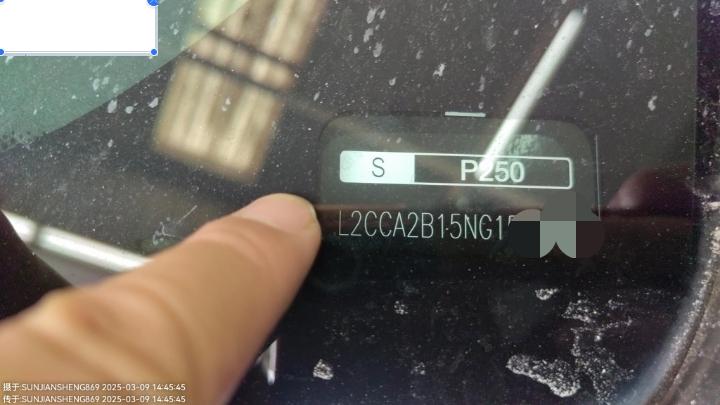 S P250
L2CCA2B15NG1
摄于:SUNJIANSHENG869 2025-03-09 14:45:45
传于:SUNJIANSHENG869 2025-03-09 14:45:45